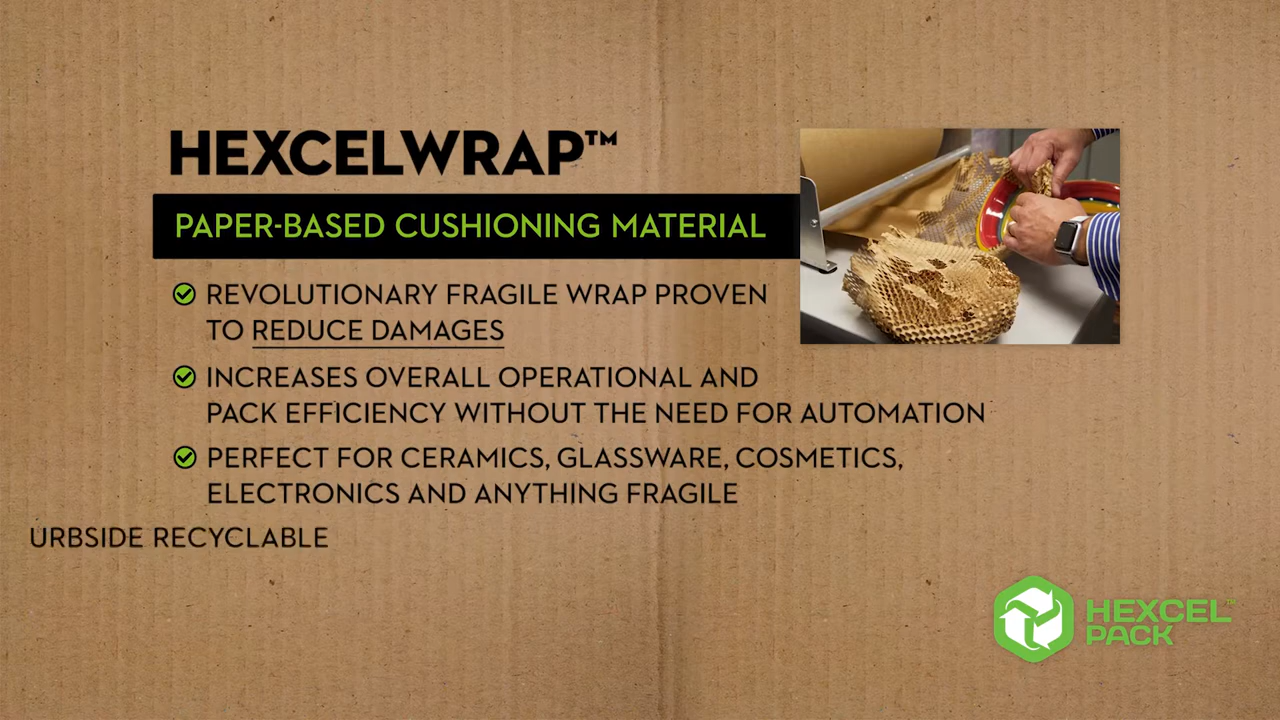 HEXCELWRAP™
PAPER-BASED CUSHIONING MATERIAL
REVOLUTIONARY FRAGILE WRAP PROVEN
TO REDUCE DAMAGES
INCREASES OVERALL OPERATIONAL AND
PACK EFFICIENCY WITHOUT THE NEED FOR AUTOMATION
PERFECT FOR CERAMICS, GLASSWARE, COSMETICS,
ELECTRONICS AND ANYTHING FRAGILE
URBSIDE RECYCLABLE
HEXCEL™
PACK